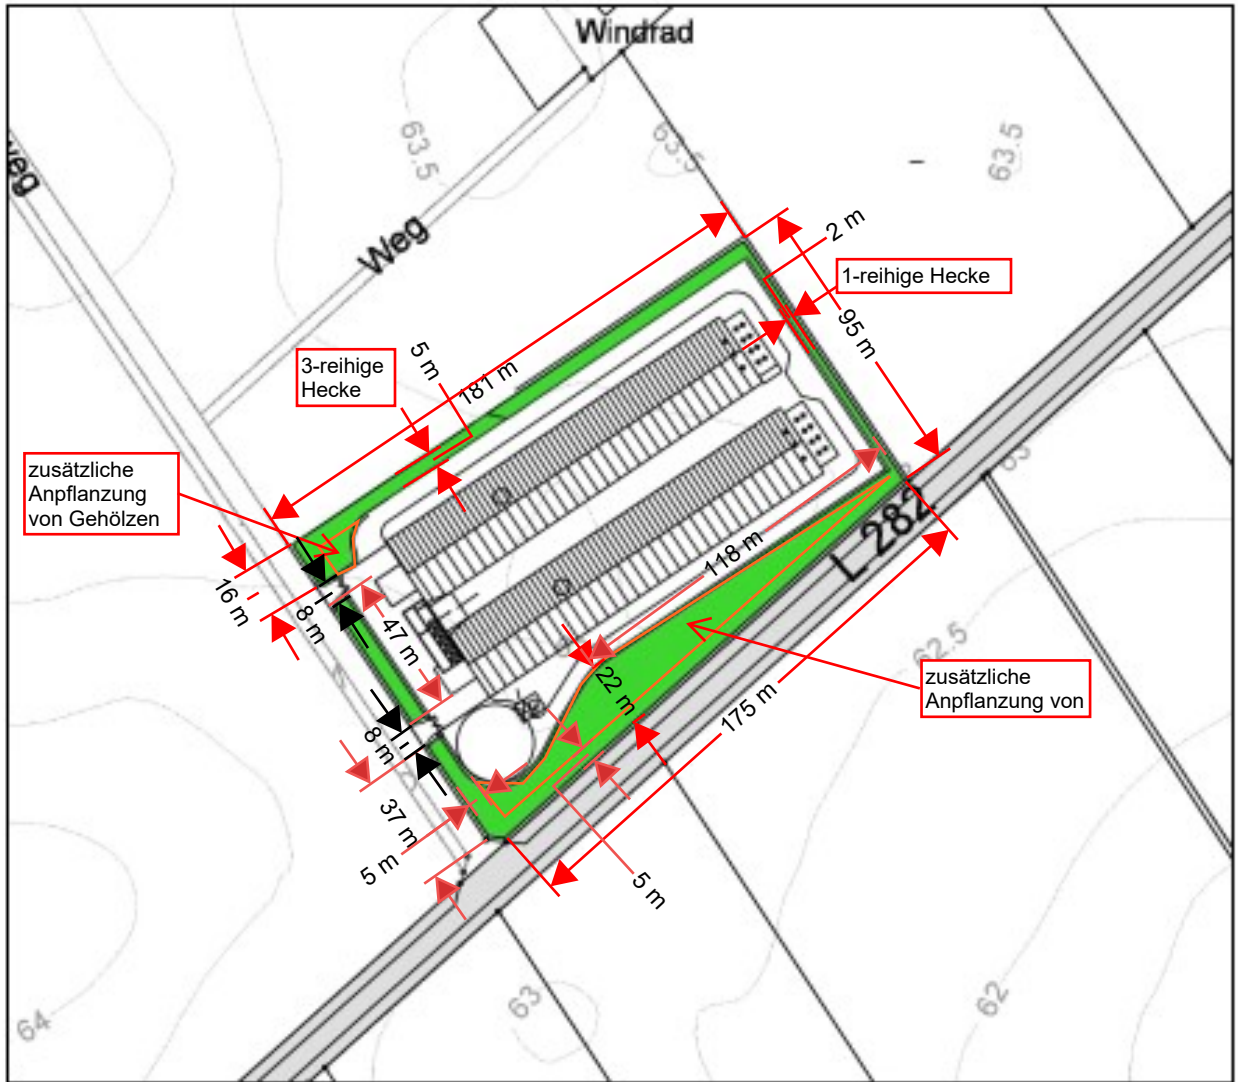 Windrad
weg
63.5
63.5
63.5
Weg
2 m
1-reihige Hecke
95 m
3-reihige
Hecke
5 m
181 m
zusätzliche
Anpflanzung
von Gehölzen
63
L 282
118 m
16 m
8 m
47 m
62.5
22 m
zusätzliche
Anpflanzung von
175 m
8 m
37 m
5 m
5 m
63
62
64